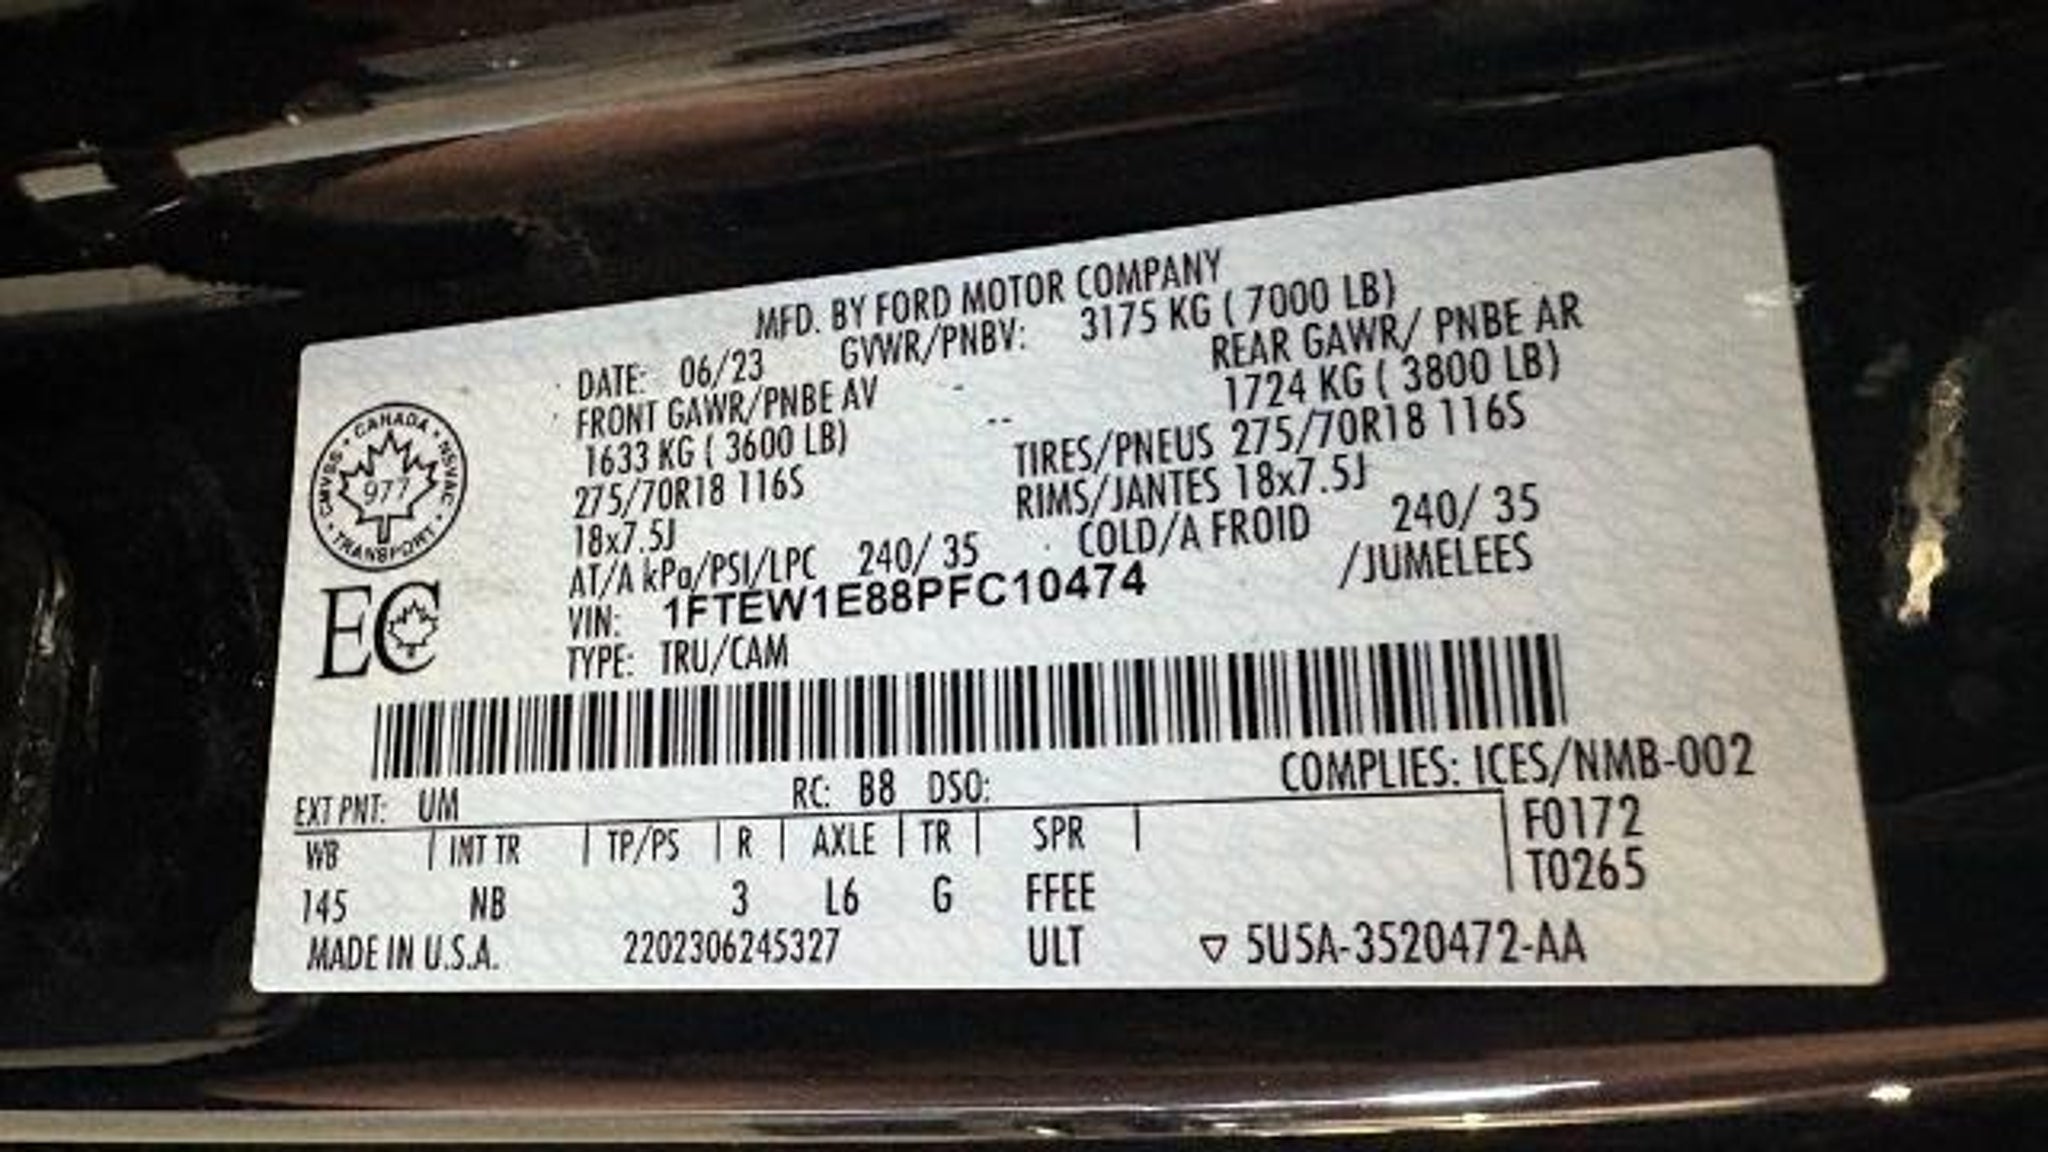 MFD. BY FORD MOTOR COMPANY
DATE: 06/23 GVWR/PNBV: 3175 KG ( 7000 LB)
FRONT GAWR/PNBE AV REAR GAWR/ PNBE AR
1633 KG ( 3600 LB) 1724 KG ( 3800 LB)
275/70R18 116S TIRES/PNEUS 275/70R18 116S
18x7.5J RIMS/JANTES 18x7.5J
AT/A kPa/PSI/LPC 240/ 35 COLD/A FROID 240/ 35
VIN: 1FTEW1E88PFC10474 /JUMELEES
TYPE: TRU/CAM
CANADA • NSVAC • TRANSPORT • CMVSS •
977
EC
EXT PNT: UM RC: B8 DSO: COMPLIES: ICES/NMB-002
WB | INT TR | TP/PS | R | AXLE | TR | SPR | F0172
T0265
145 NB 3 L6 G FFEE
MADE IN U.S.A. 2202306245327 ULT ▽ 5U5A-3520472-AA